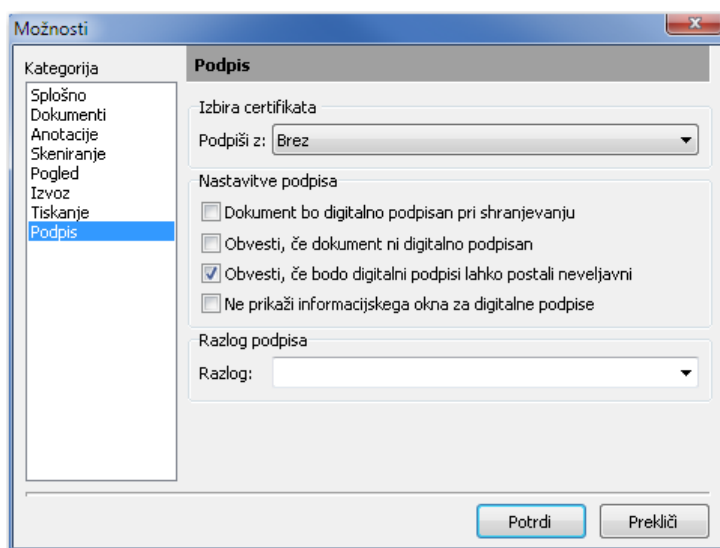 Možnosti
Kategorija
Splošno
Dokumenti
Anotacije
Skeniranje
Pogled
Izvoz
Tiskanje
Podpis
Podpis
Izbira certifikata
Podpiši z: Brez
Nastavitve podpisa
Dokument bo digitalno podpisan pri shranjevanju
Obvesti, če dokument ni digitalno podpisan
Obvesti, če bodo digitalni podpisi lahko postali neveljavni
Ne prikaži informacijskega okna za digitalne podpise
Razlog podpisa
Razlog:
Potrdi
Prekliči